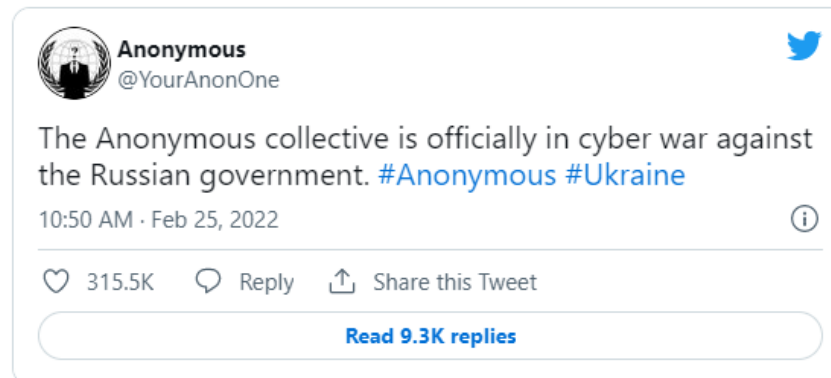 Anonymous
@YourAnonOne
The Anonymous collective is officially in cyber war against
the Russian government. #Anonymous #Ukraine
10:50 AM · Feb 25, 2022
315.5K Reply Share this Tweet
Read 9.3K replies